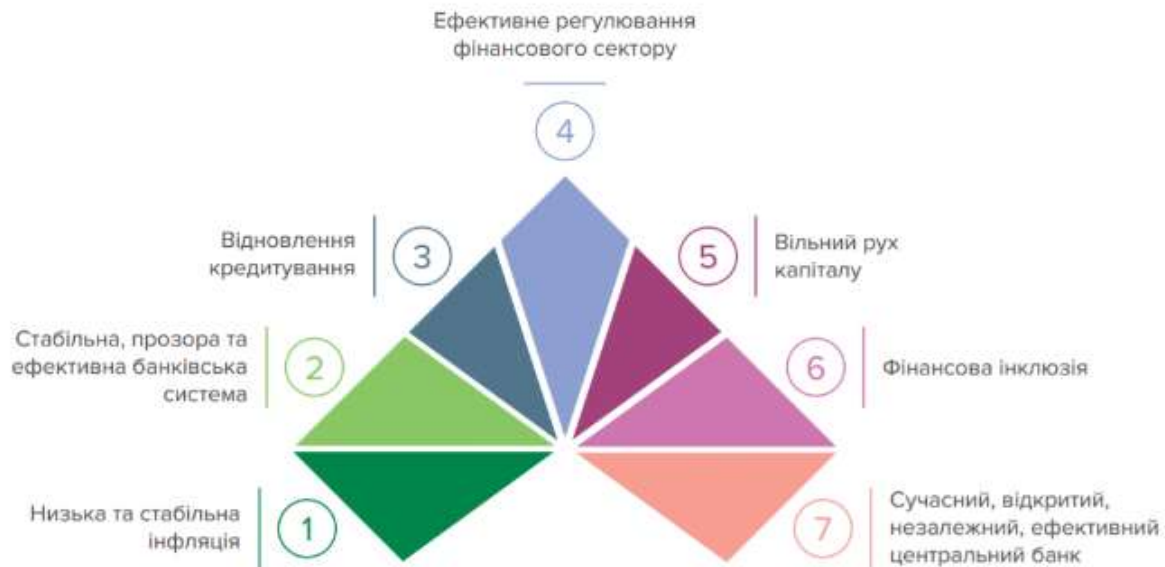 Ефективне регулювання
фінансового сектору
4
Відновлення
кредитування
3
5
Вільний рух
капіталу
Стабільна, прозора та
ефективна банківська
система
2
6
Фінансова інклюзія
Низька та стабільна
інфляція
1
7
Сучасний, відкритий,
незалежний, ефективний
центральний банк